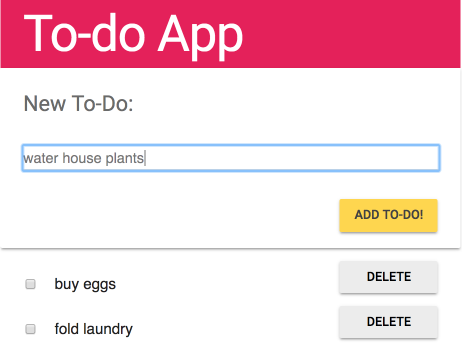 To-do App
New To-Do:
water house plants
ADD TO-DO!
buy eggs
DELETE
fold laundry
DELETE